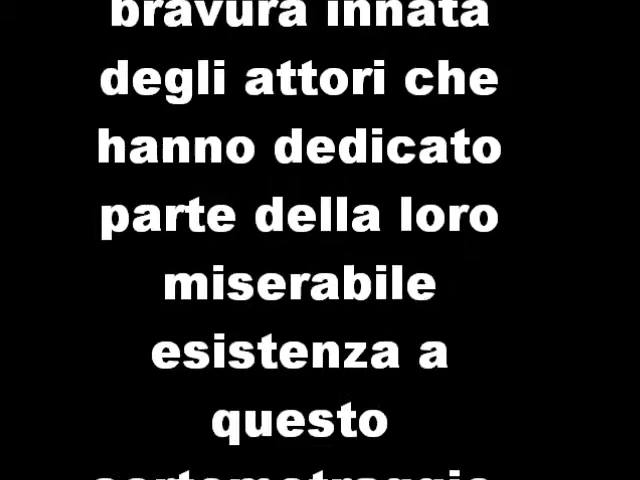 bravura innata
degli attori che
hanno dedicato
parte della loro
miserabile
esistenza a
questo
cortometraggio